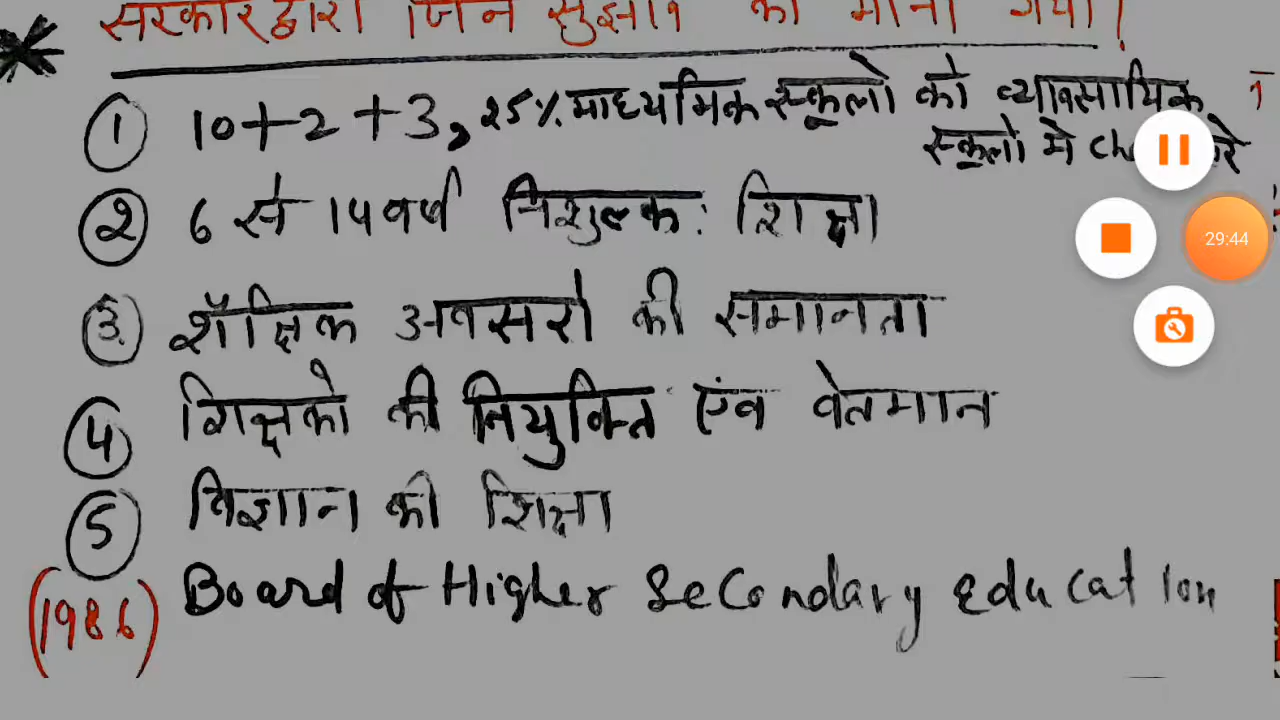 सरकार द्वारा जिन सुझाव को माना गया।
① 10+2+3, 25% माध्यमिक स्कूलो को व्यावसायिक
स्कूलो मे
② 6 से 14 वर्ष निशुल्क: शिक्षा
③ शैक्षिक अवसरो की समानता
④ शिक्षको की नियुक्ति एंव वेतमान
⑤ विज्ञान की शिक्षा
(1986) Board of Higher Secondary Education
29:44